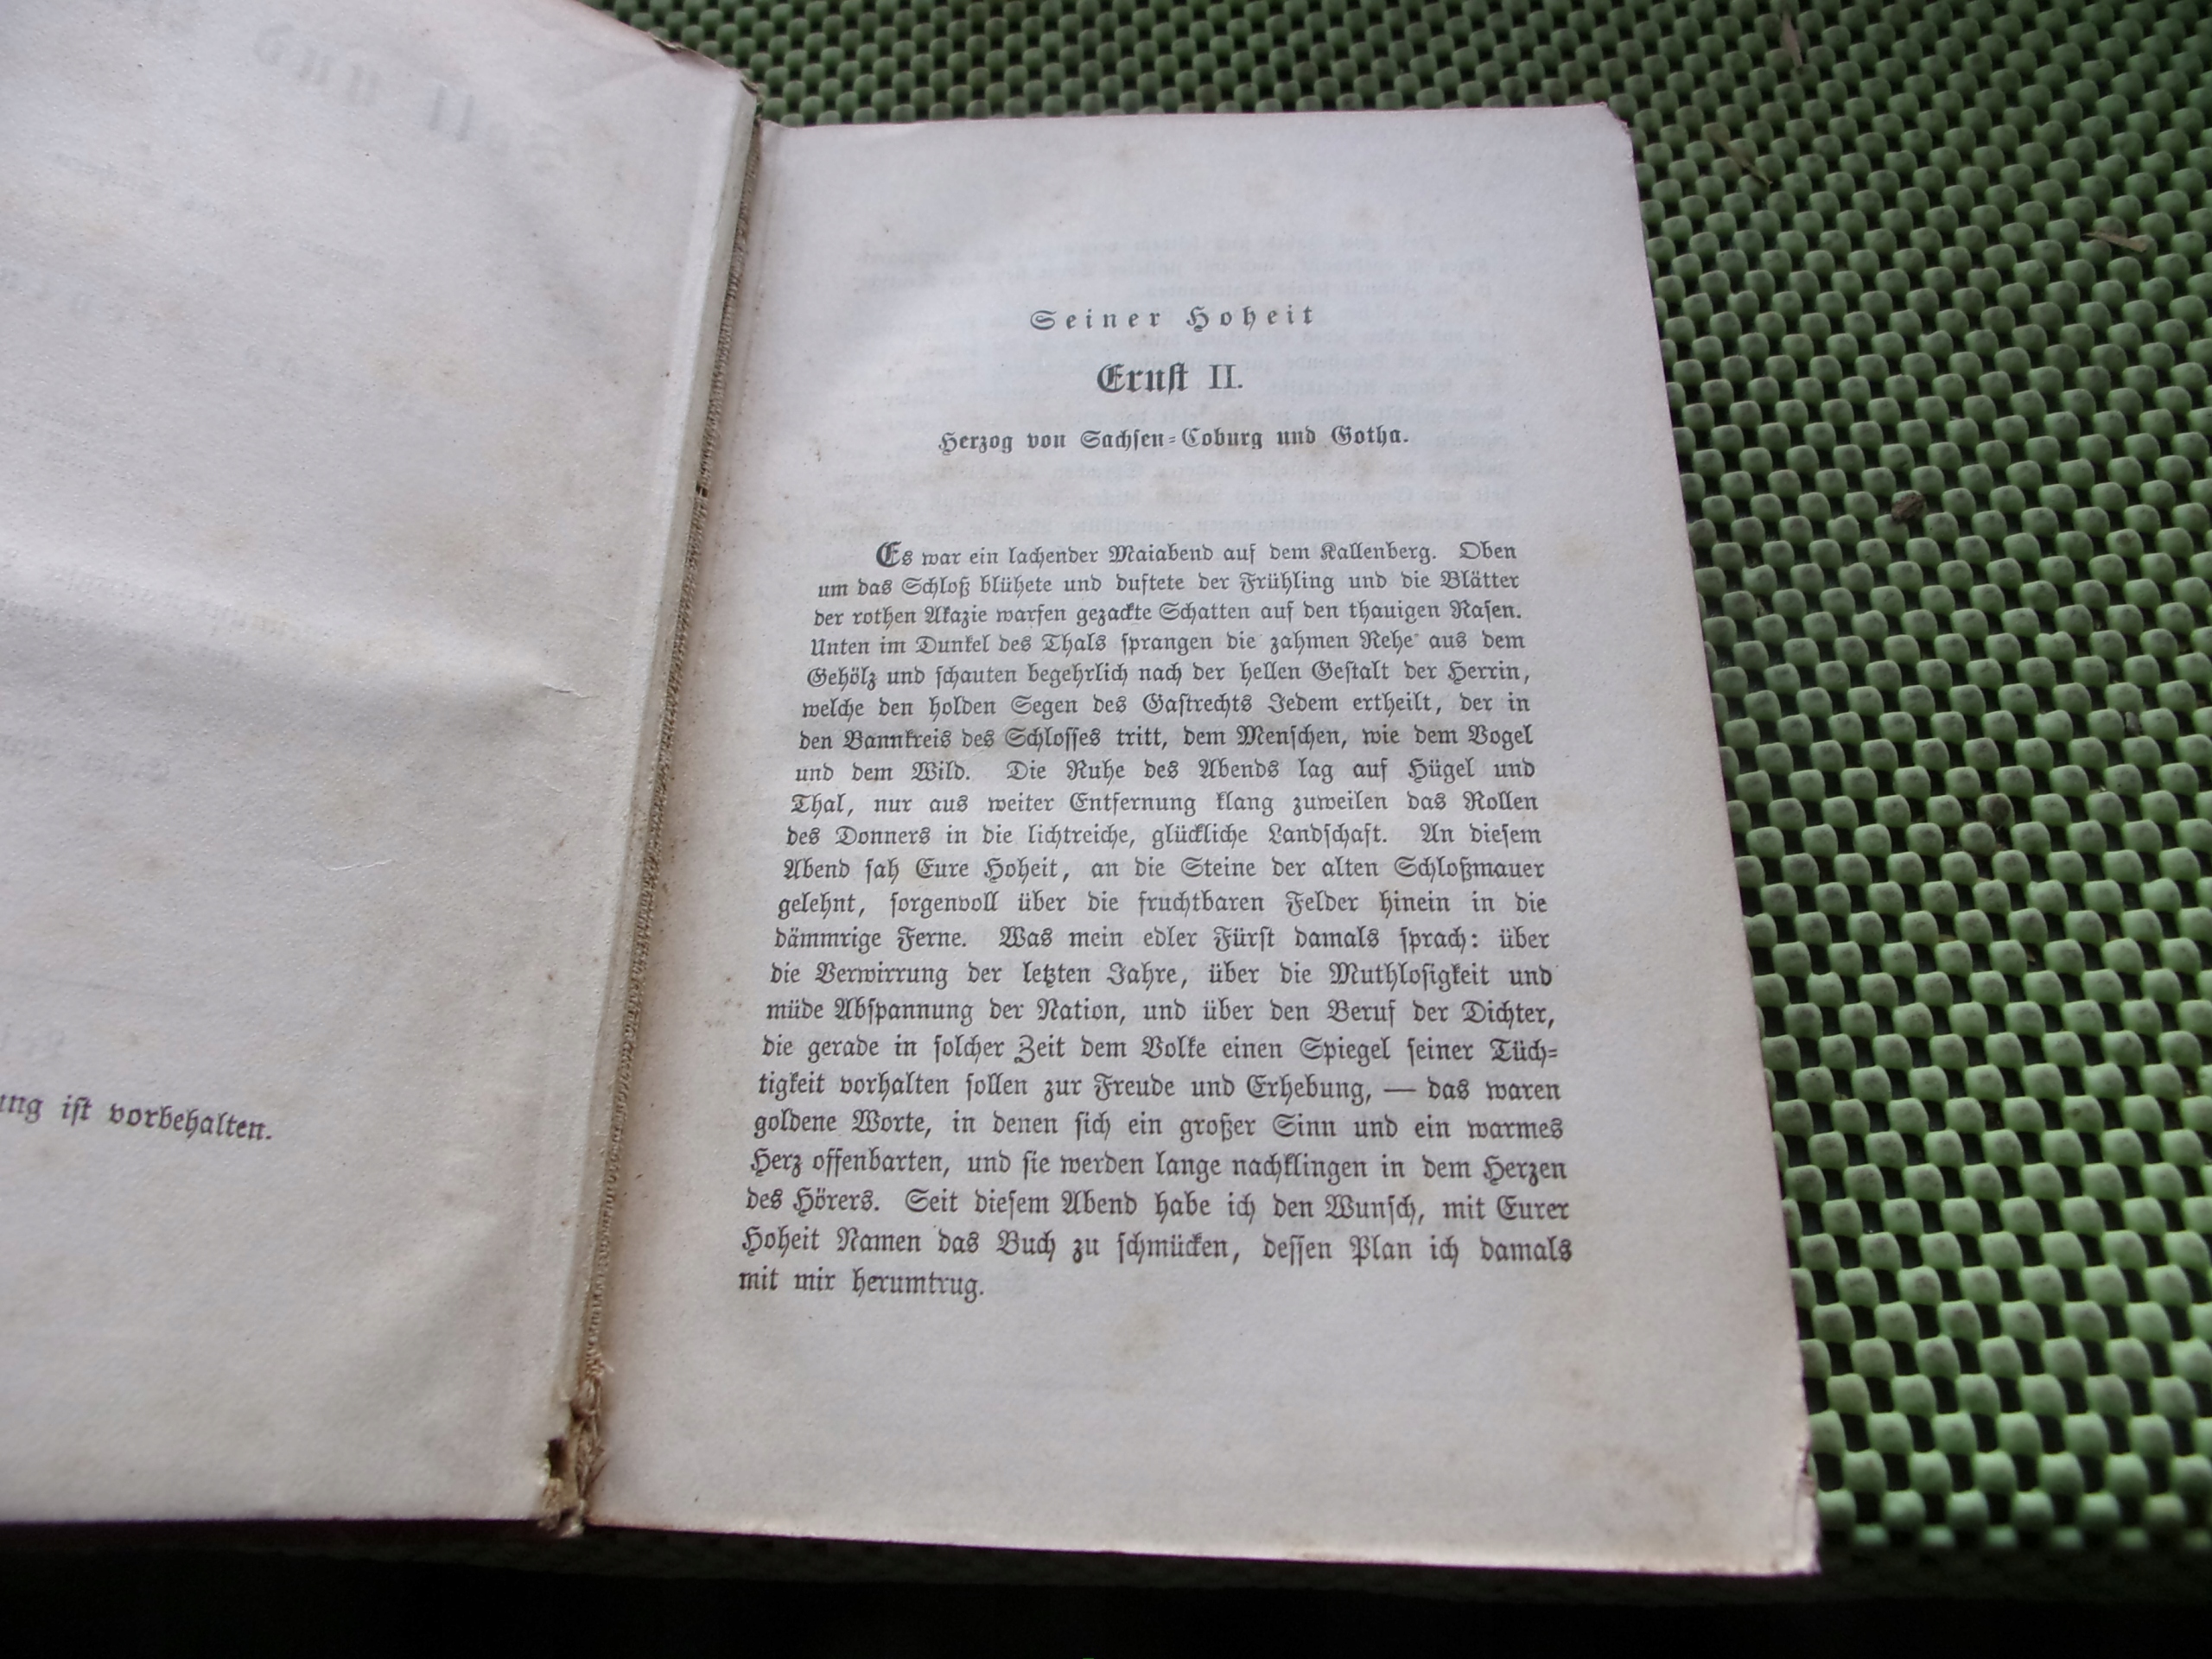 ung ist vorbehalten.
Seiner Hoheit
Ernst II.
Herzog von Sachsen-Coburg und Gotha.
Es war ein lachender Maiabend auf dem Kallenberg. Oben
um das Schloß blühete und duftete der Frühling und die Blätter
der rothen Akazie warfen gezackte Schatten auf den thauigen Rasen.
Unten im Dunkel des Thals sprangen die zahmen Rehe aus dem
Gehölz und schauten begehrlich nach der hellen Gestalt der Herrin,
welche den holden Segen des Gastrechts Jedem ertheilt, der in
den Bannkreis des Schlosses tritt, dem Menschen, wie dem Vogel
und dem Wild. Die Ruhe des Abends lag auf Hügel und
Thal, nur aus weiter Entfernung klang zuweilen das Rollen
des Donners in die lichtreiche, glückliche Landschaft. An diesem
Abend sah Eure Hoheit, an die Steine der alten Schloßmauer
gelehnt, sorgenvoll über die fruchtbaren Felder hinein in die
dämmrige Ferne. Was mein edler Fürst damals sprach: über
die Verwirrung der letzten Jahre, über die Muthlosigkeit und
müde Abspannung der Nation, und über den Beruf der Dichter,
die gerade in solcher Zeit dem Volke einen Spiegel seiner Tüch-
tigkeit vorhalten sollen zur Freude und Erhebung, — das waren
goldene Worte, in denen sich ein großer Sinn und ein warmes
Herz offenbarten, und sie werden lange nachklingen in dem Herzen
des Hörers. Seit diesem Abend habe ich den Wunsch, mit Eurer
Hoheit Namen das Buch zu schmücken, dessen Plan ich damals
mit mir herumtrug.